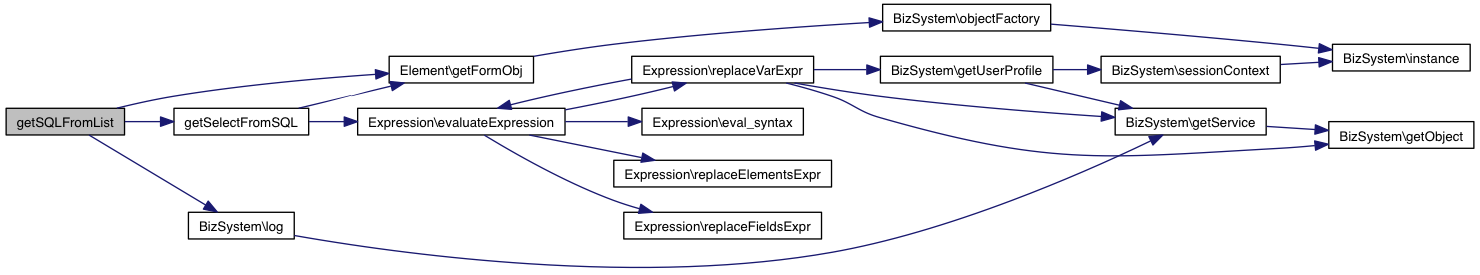 BizSystem\objectFactory
Element\getFormObj
Expression\replaceVarExpr
BizSystem\getUserProfile
BizSystem\sessionContext
BizSystem\instance
getSQLFromList
getSelectFromSQL
Expression\evaluateExpression
Expression\eval_syntax
BizSystem\getService
BizSystem\getObject
Expression\replaceElementsExpr
BizSystem\log
Expression\replaceFieldsExpr